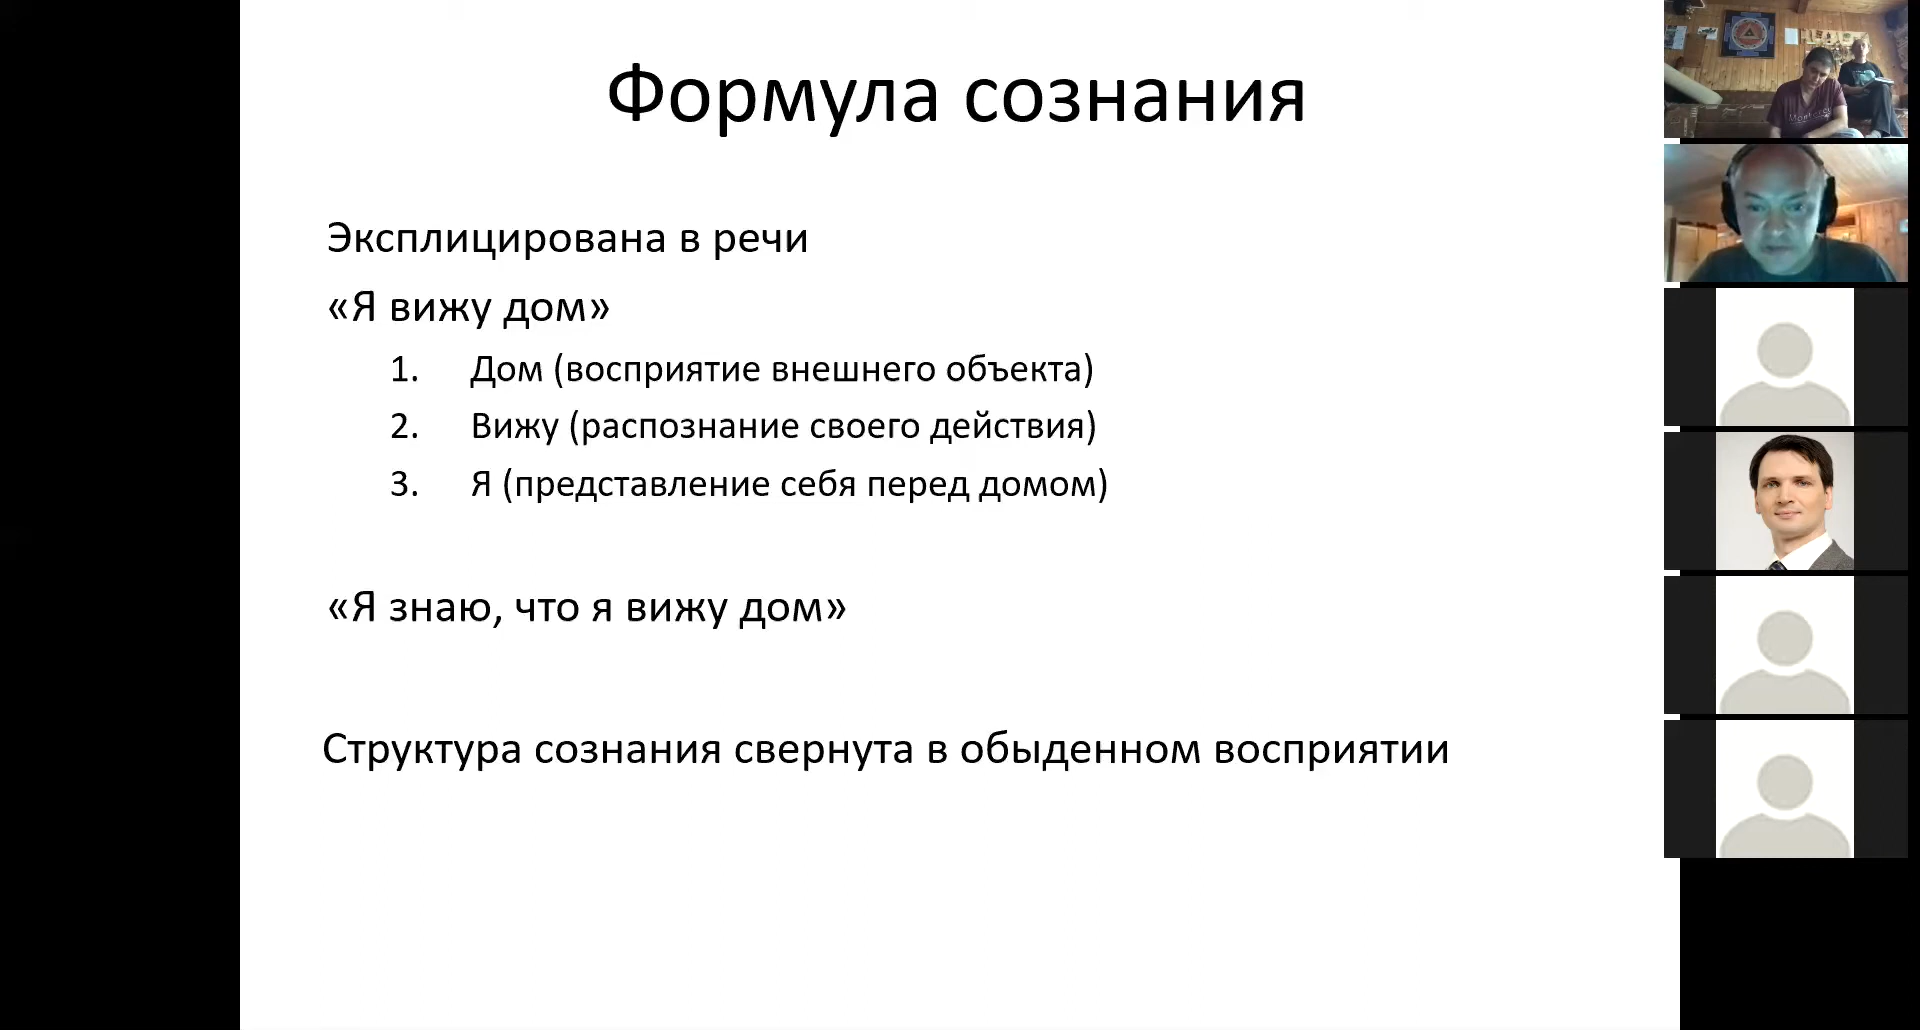 Формула сознания
Эксплицирована в речи
«Я вижу дом»
1. Дом (восприятие внешнего объекта)
2. Вижу (распознание своего действия)
3. Я (представление себя перед домом)
«Я знаю, что я вижу дом»
Структура сознания свернута в обыденном восприятии